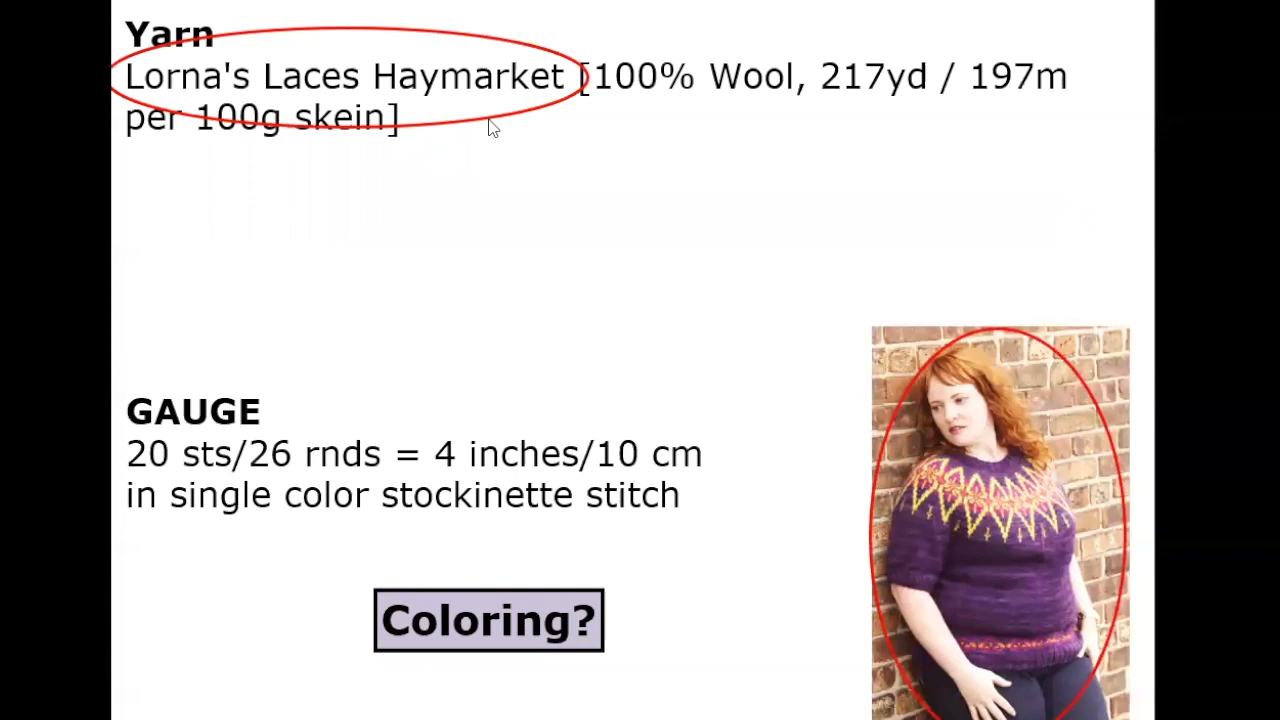 Yarn
Lorna's Laces Haymarket [100% Wool, 217yd / 197m
per 100g skein]
GAUGE
20 sts/26 rnds = 4 inches/10 cm
in single color stockinette stitch
Coloring?